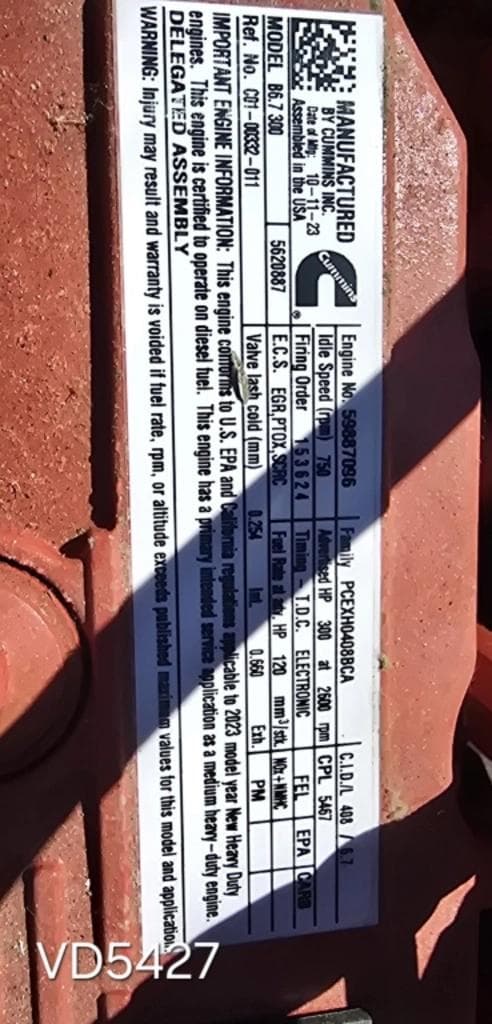 MANUFACTURED
BY CUMMINS INC.
Date of Mfg: 10-11-23
Assembled in the USA
Cummins
®
Engine No. 59887096 Family PCEXH0408BCA C.I.D./L 408 / 6.7
Idle Speed (rpm) 750 Advertised HP 300 at 2600 rpm CPL 5467
Firing Order 153624 Timing - T.D.C. ELECTRONIC FEL EPA CARB
MODEL B6.7 300 5620887 E.C.S. EGR,PTOX,SCRC Fuel Rate at Adv. HP 120 mm³/stk. NOx+NMHC
Ref. No. C01-00332-011 Valve lash cold (mm) 0.254 Int. 0.660 Exh. PM
IMPORTANT ENGINE INFORMATION: This engine conforms to U.S. EPA and California regulations applicable to 2023 model year New Heavy Duty
engines. This engine is certified to operate on diesel fuel. This engine has a primary intended service application as a medium heavy-duty engine.
DELEGATED ASSEMBLY
WARNING: Injury may result and warranty is voided if fuel rate, rpm, or altitude exceeds published maximum values for this model and application.
VD5427